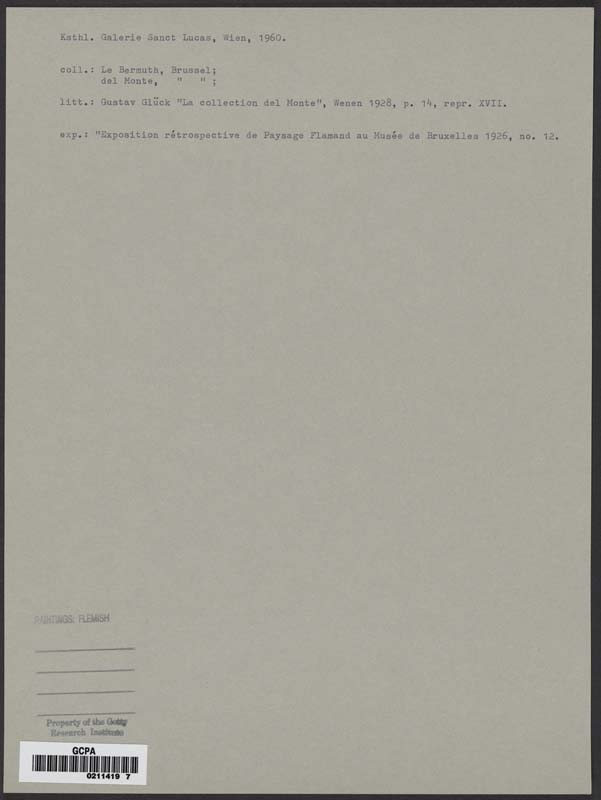 Ksthl. Galerie Sanct Lucas, Wien, 1960.
coll.: Le Bermuth, Brussel;
del Monte, " " ;
litt.: Gustav Glück "La collection del Monte", Wenen 1928, p. 14, repr. XVII.
exp.: "Exposition rétrospective de Paysage Flamand au Musée de Bruxelles 1926, no. 12.
PAINTINGS: FLEMISH
Property of the Getty
Research Institute
GCPA
0211419 7